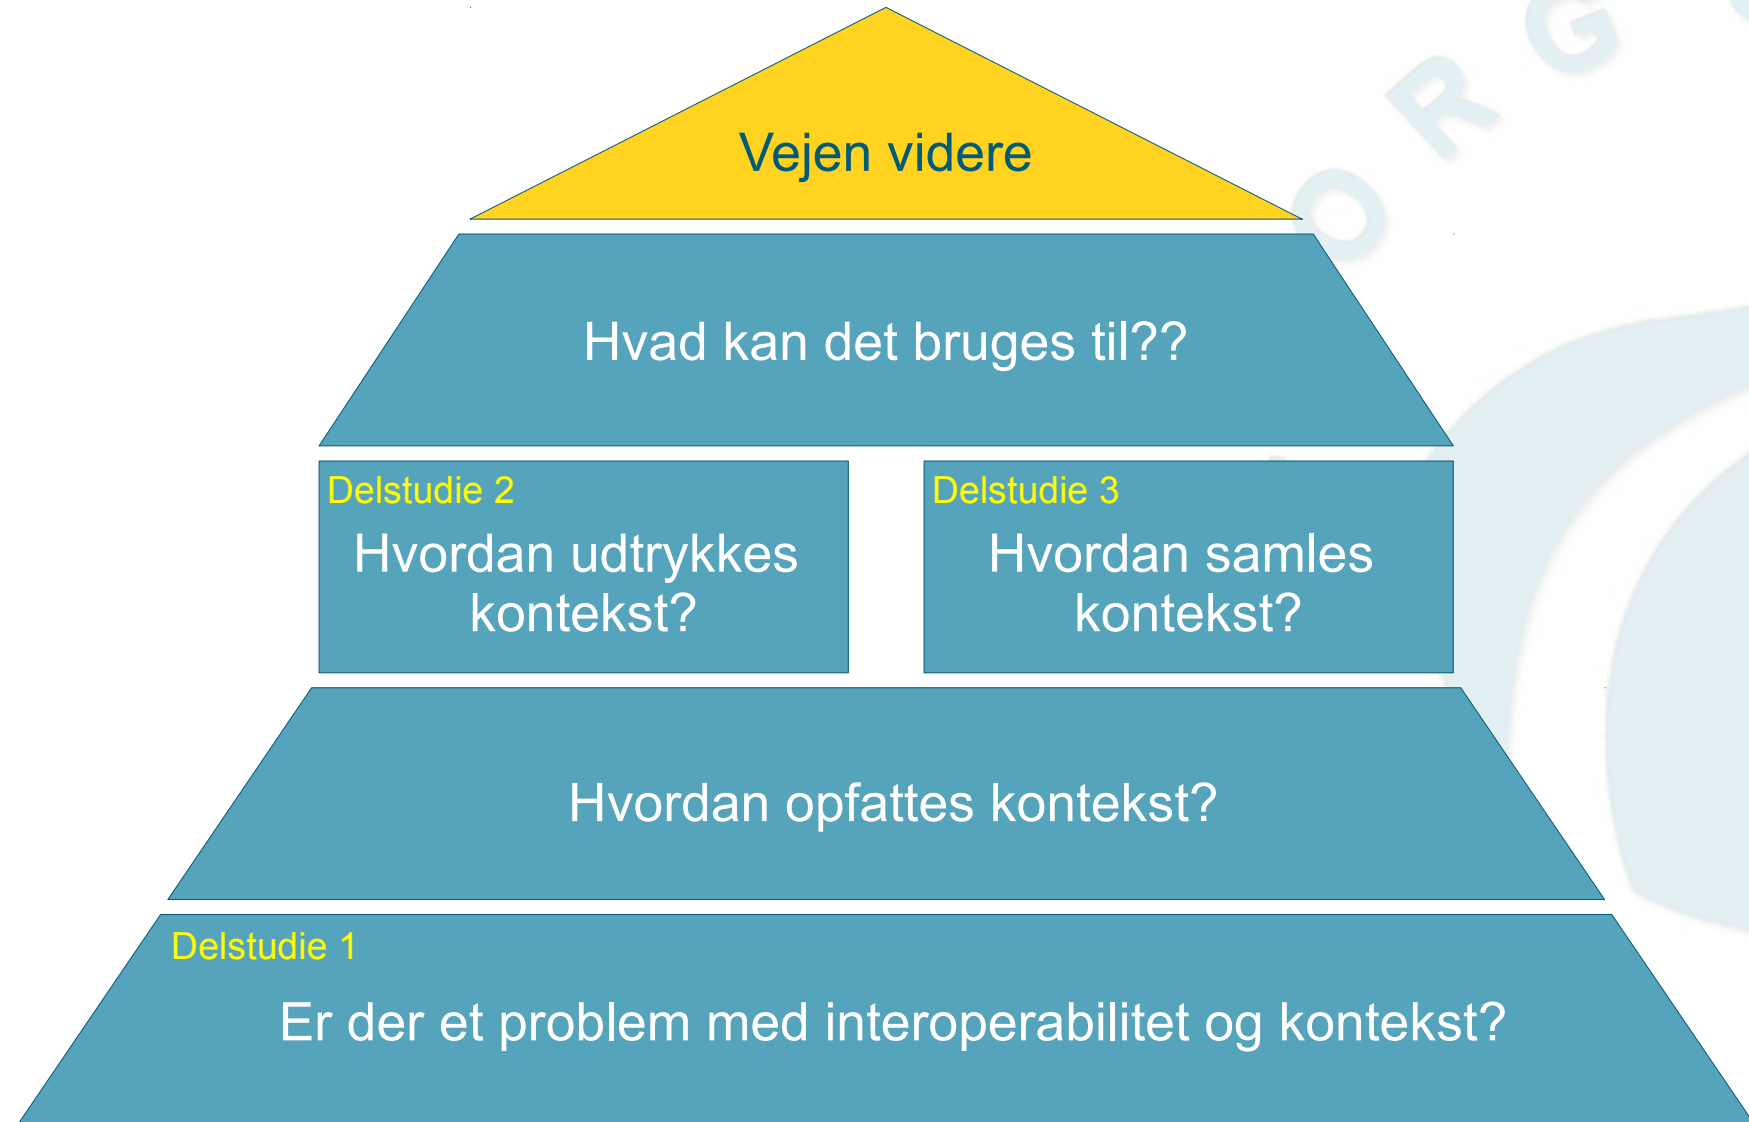 Vejen videre
Hvad kan det bruges til??
Delstudie 2
Hvordan udtrykkes
kontekst?
Delstudie 3
Hvordan samles
kontekst?
Hvordan opfattes kontekst?
Delstudie 1
Er der et problem med interoperabilitet og kontekst?
O R G